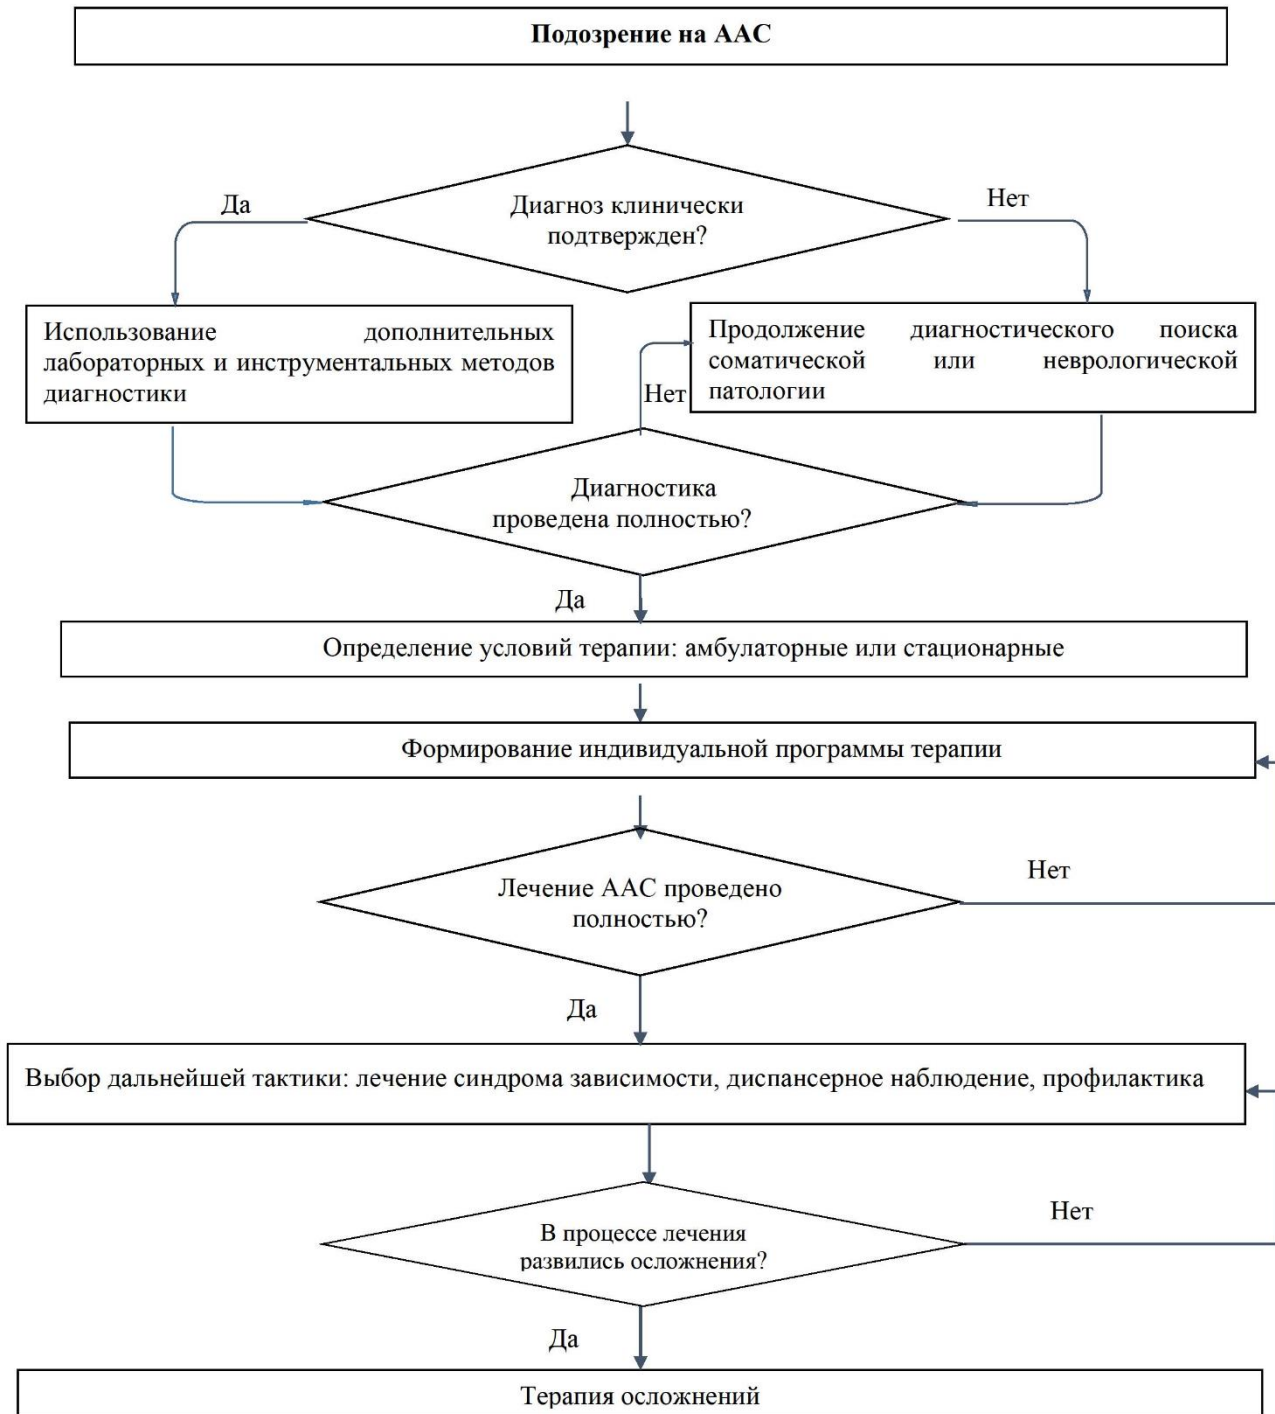 Подозрение на ААС
Да
Диагноз клинически
подтвержден?
Нет
Использование дополнительных
лабораторных и инструментальных методов
диагностики
Продолжение диагностического поиска
соматической или неврологической
патологии
Нет
Диагностика
проведена полностью?
Да
Определение условий терапии: амбулаторные или стационарные
Формирование индивидуальной программы терапии
Лечение ААС проведено
полностью?
Нет
Да
Выбор дальнейшей тактики: лечение синдрома зависимости, диспансерное наблюдение, профилактика
В процессе лечения
развились осложнения?
Нет
Да
Терапия осложнений